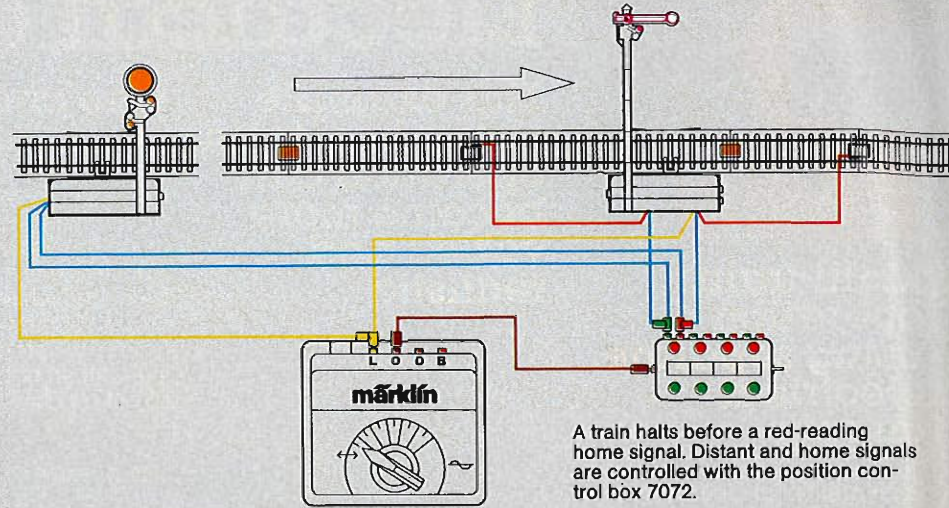 L O O B
märklin
A train halts before a red-reading
home signal. Distant and home signals
are controlled with the position con-
trol box 7072.